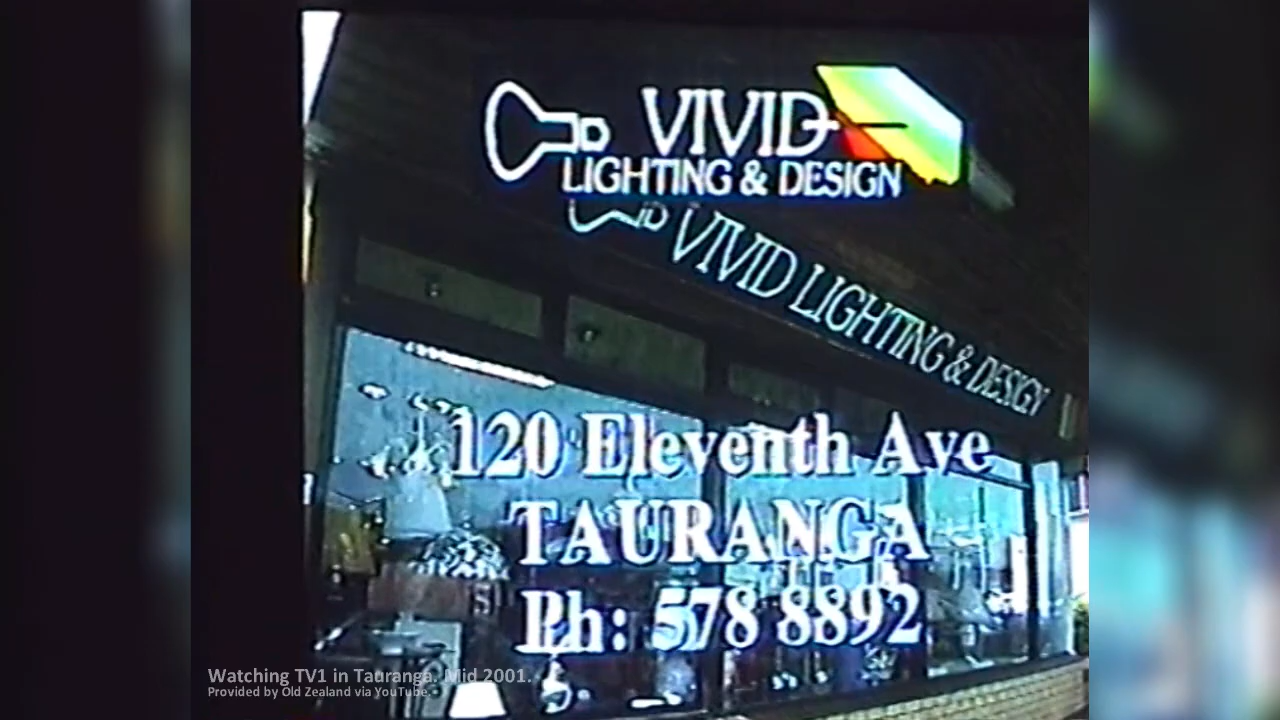 VIVID
LIGHTING & DESIGN
VIVID LIGHTING & DESIGN
120 Eleventh Ave
TAURANGA
Ph: 578 8892
Watching TV1 in Tauranga. Mid 2001.
Provided by Old Zealand via YouTube.